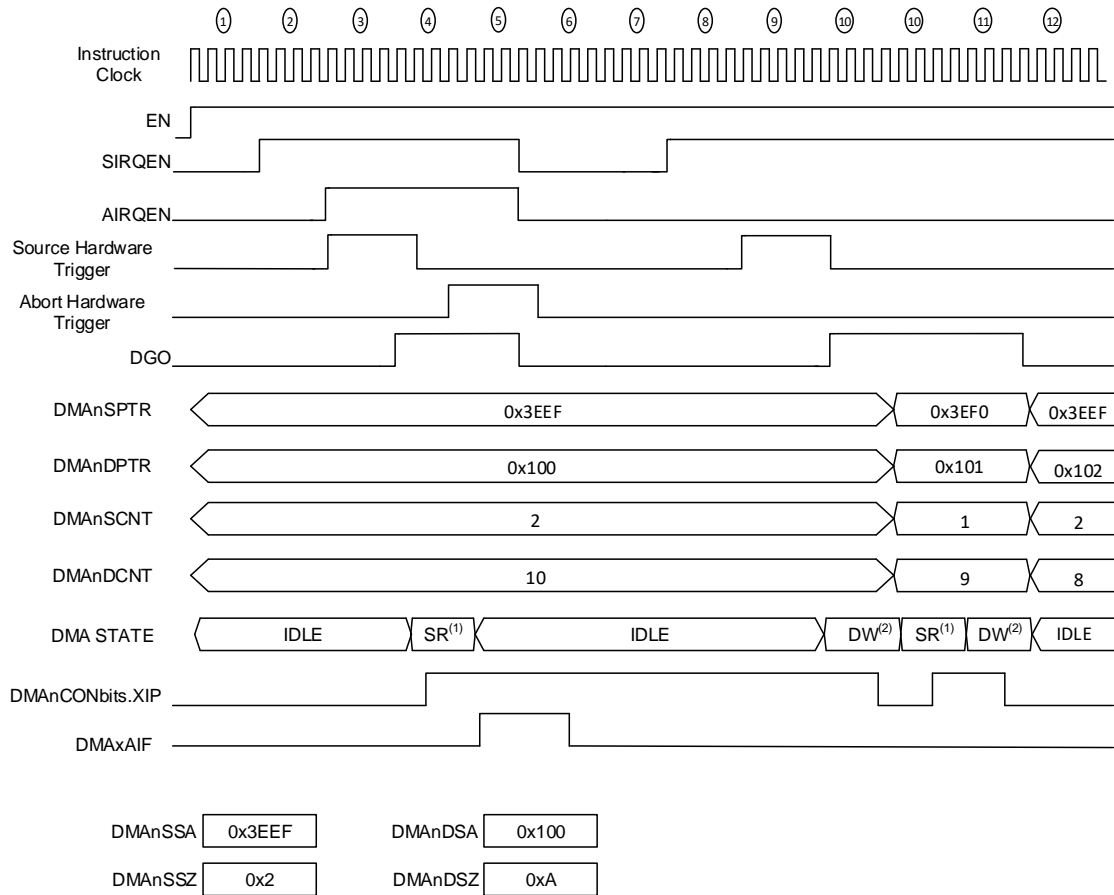 1 2 3 4 5 6 7 8 9 10 10 11 12
Instruction
Clock
EN
SIRQEN
AIRQEN
Source Hardware
Trigger
Abort Hardware
Trigger
DGO
DMAnSPTR 0x3EEF 0x3EF0 0x3EEF
DMAnDPTR 0x100 0x101 0x102
DMAnSCNT 2 1 2
DMAnDCNT 10 9 8
DMA STATE IDLE SR(1) IDLE DW(2) SR(1) DW(2) IDLE
DMAnCONbits.XIP
DMAxAIF
DMAnSSA 0x3EEF DMAnDSA 0x100
DMAnSSZ 0x2 DMAnDSZ 0xA